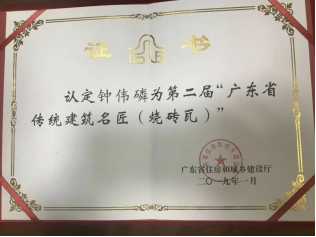 证书
认定钟伟磷为第二届“广东省
传统建筑名匠（烧砖瓦）”
广东省住房和城乡建设厅
二〇一九年一月